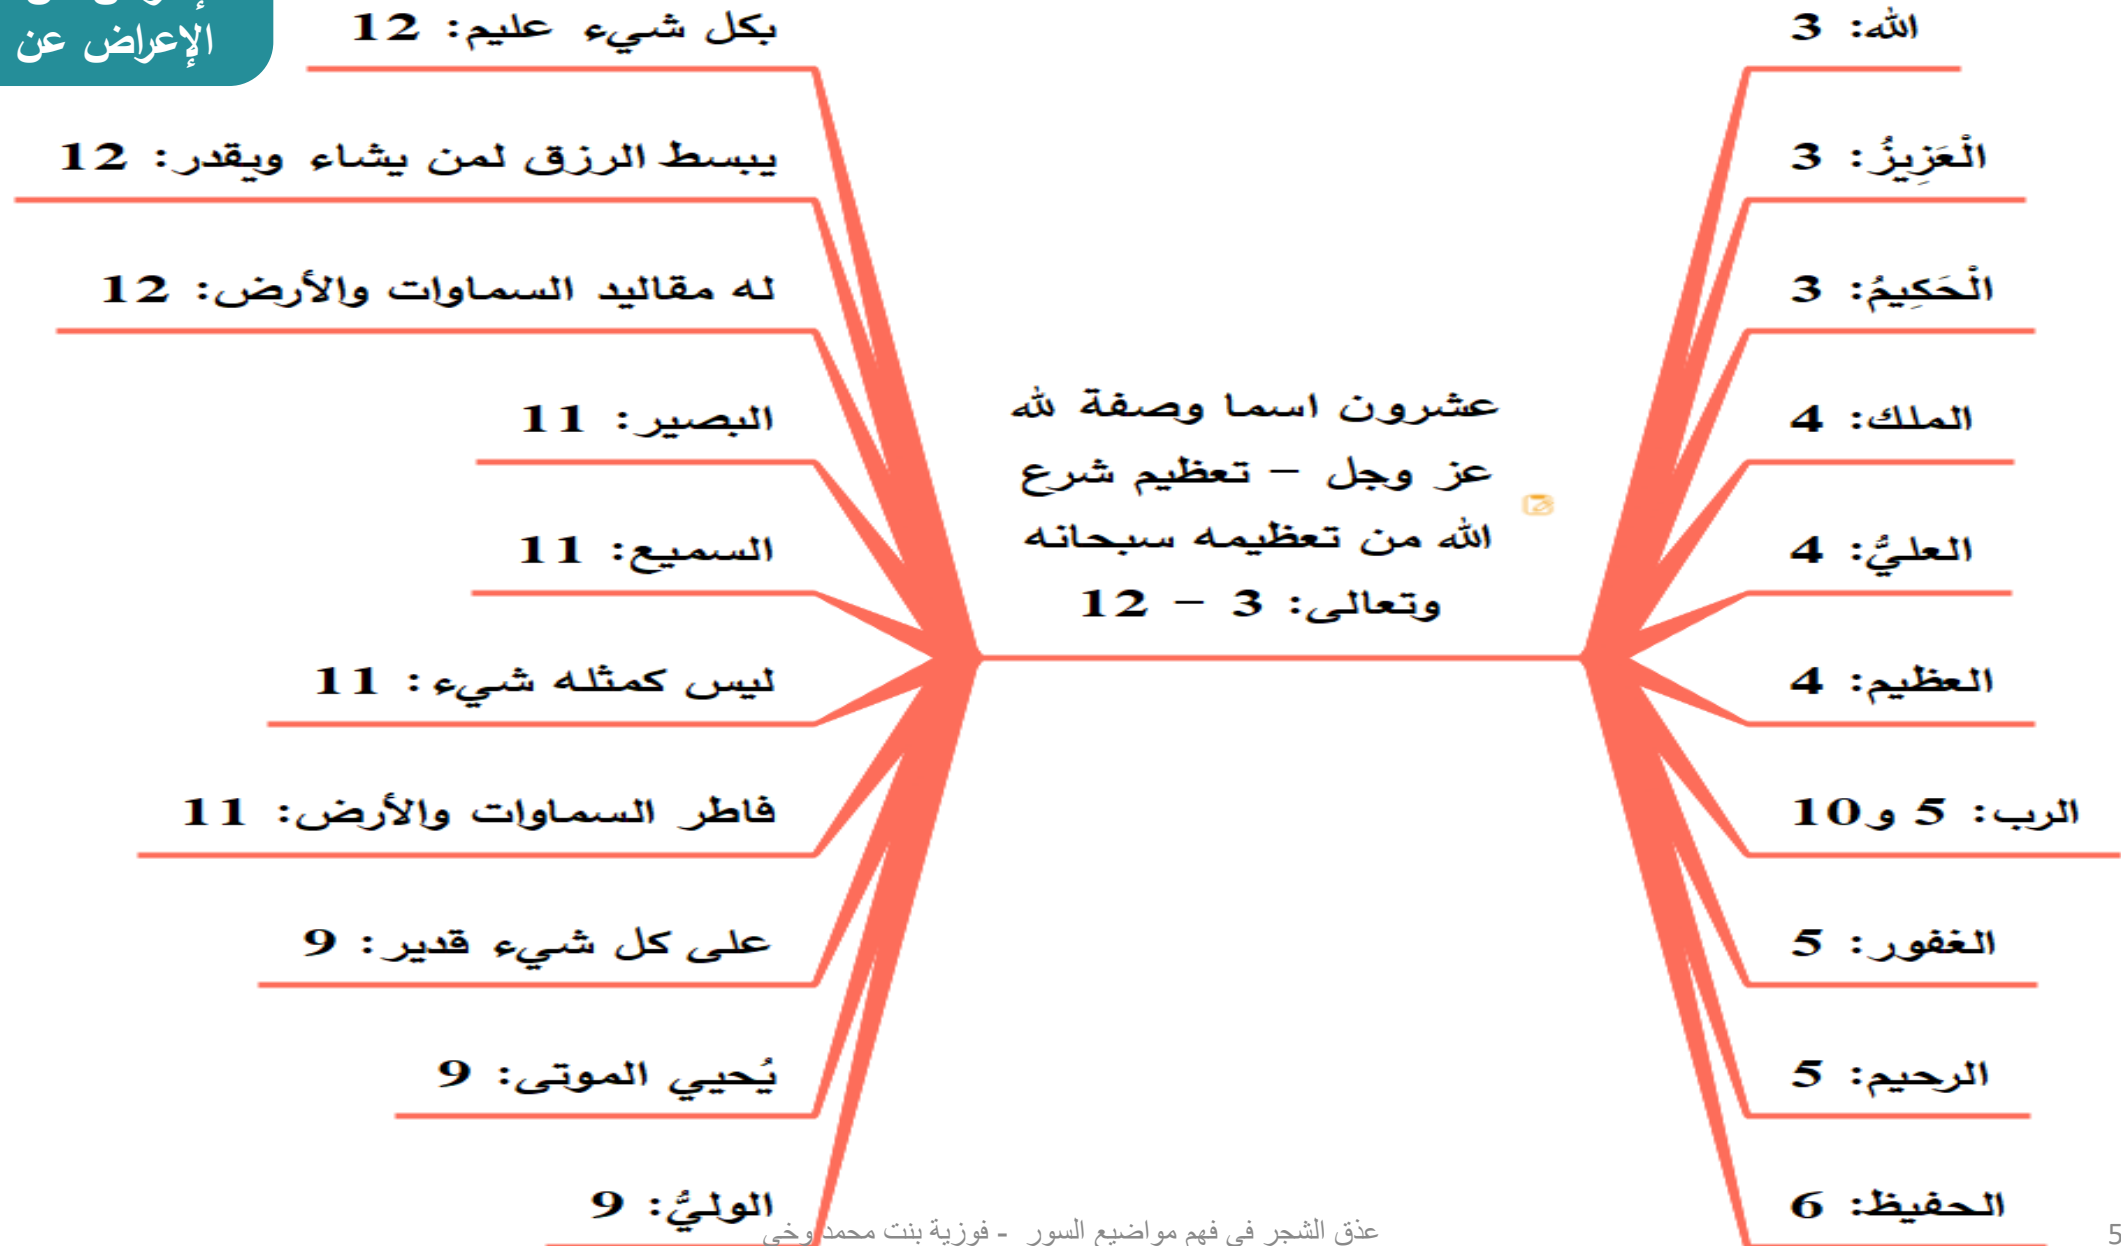 الإعراض عن
الله: 3
الْعَزِيزُ: 3
الْحَكِيمُ: 3
الملك: 4
العليُّ: 4
العظيم: 4
الرب: 5 و10
الغفور: 5
الرحيم: 5
الحفيظ: 6
عشرون اسما وصفة لله
عز وجل – تعظيم شرع
الله من تعظيمه سبحانه
وتعالى: 3 – 12
بكل شيء عليم: 12
يبسط الرزق لمن يشاء ويقدر: 12
له مقاليد السماوات والأرض: 12
البصير: 11
السميع: 11
ليس كمثله شيء: 11
فاطر السماوات والأرض: 11
على كل شيء قدير: 9
يُحيي الموتى: 9
الوليُّ: 9
عذق الشجر في فهم مواضيع السور - فوزية بنت محمد وخي
5